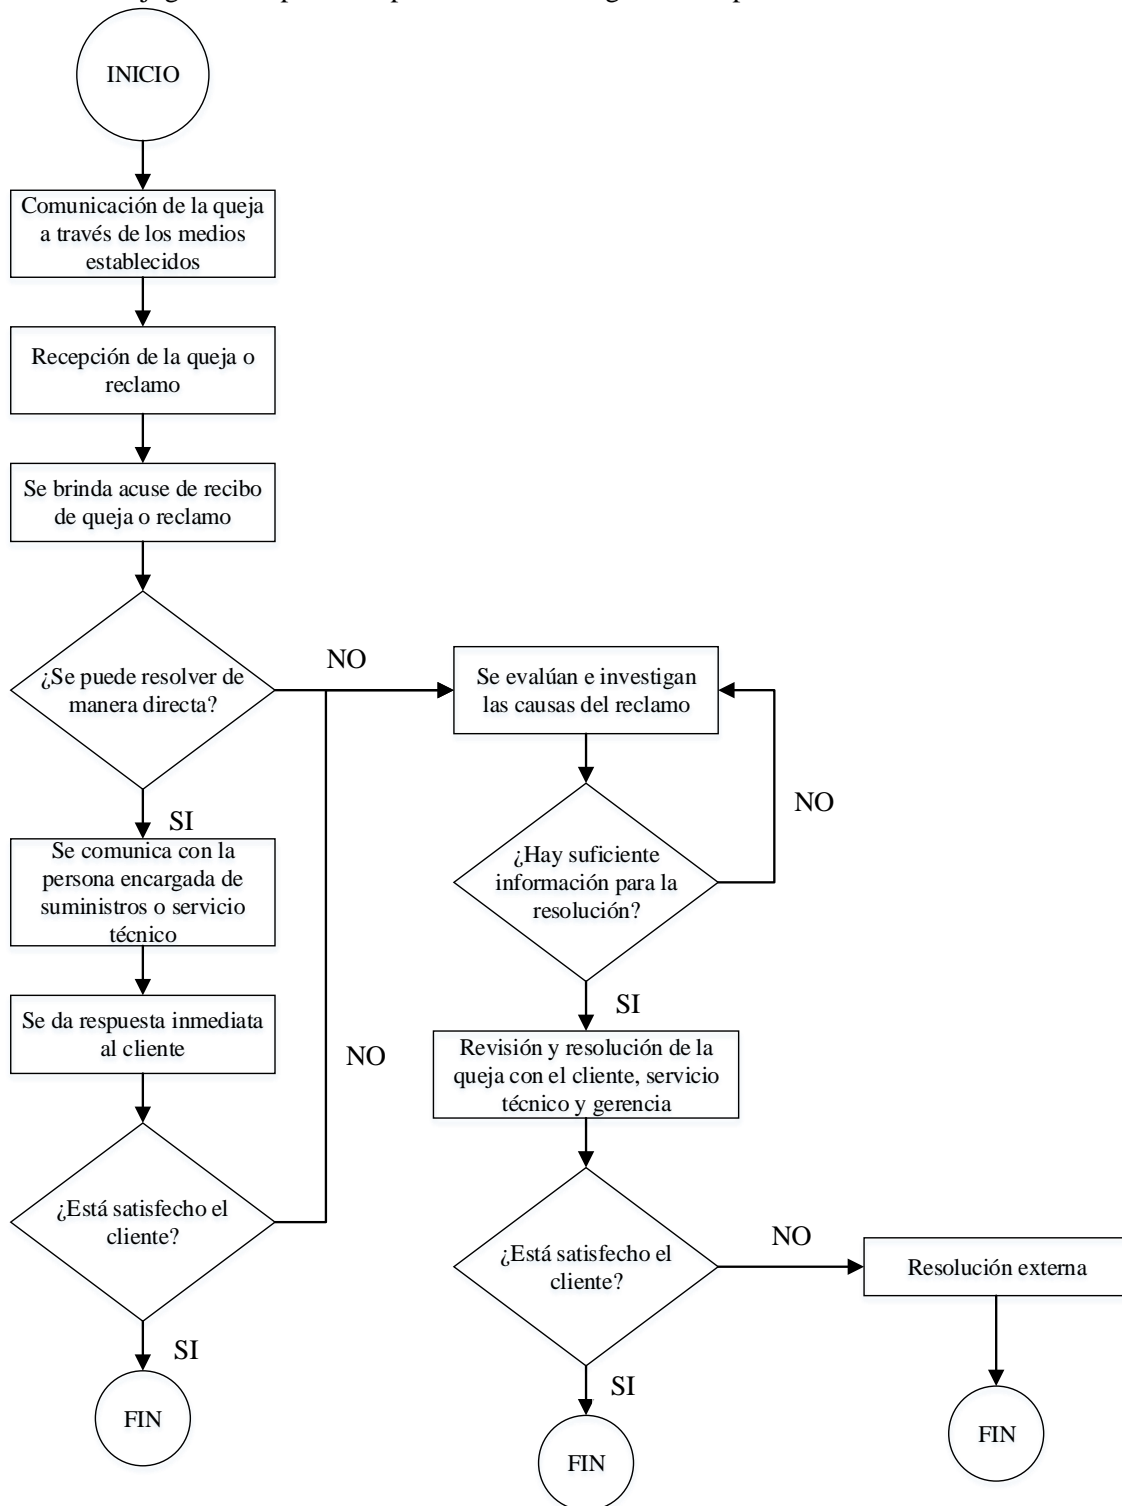 INICIO
Comunicación de la queja
a través de los medios
establecidos
Recepción de la queja o
reclamo
Se brinda acuse de recibo
de queja o reclamo
¿Se puede resolver de
manera directa?
NO
SI
Se comunica con la
persona encargada de
suministros o servicio
técnico
Se da respuesta inmediata
al cliente
NO
¿Está satisfecho el
cliente?
SI
FIN
Se evalúan e investigan
las causas del reclamo
NO
¿Hay suficiente
información para la
resolución?
SI
Revisión y resolución de la
queja con el cliente, servicio
técnico y gerencia
¿Está satisfecho el
cliente?
NO
SI
FIN
Resolución externa
FIN